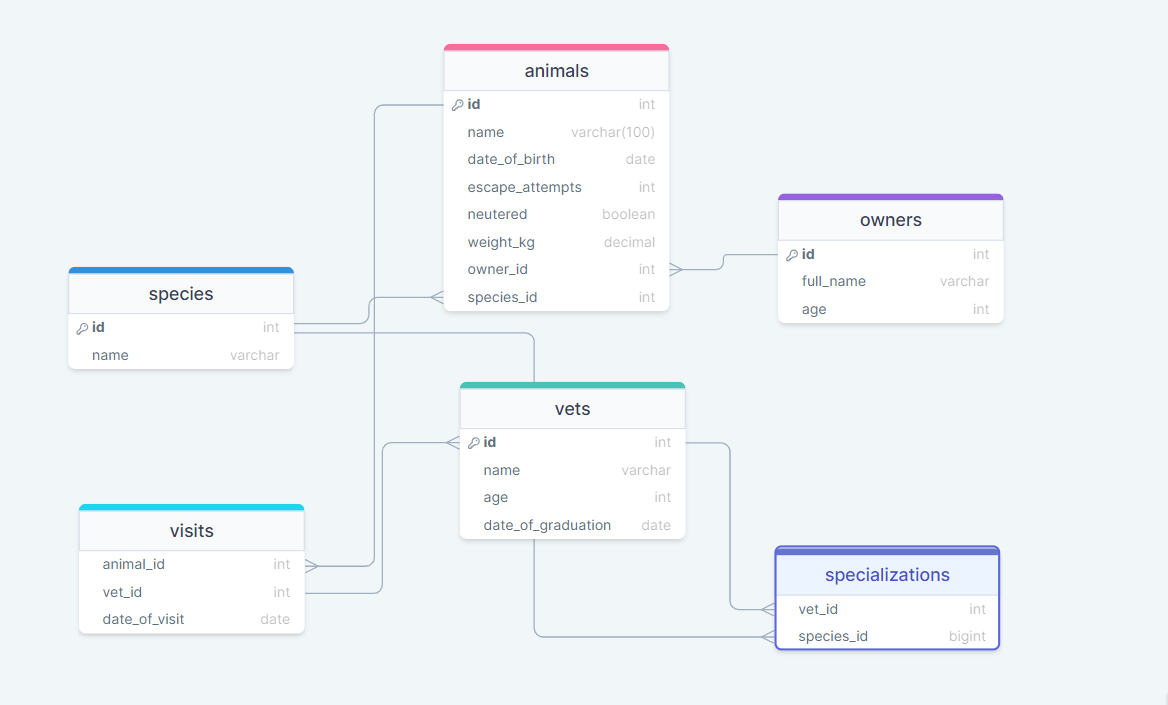 animals
id int
name varchar(100)
date_of_birth date
escape_attempts int
neutered boolean
weight_kg decimal
owner_id int
species_id int
owners
id int
full_name varchar
age int
species
id int
name varchar
vets
id int
name varchar
age int
date_of_graduation date
visits
animal_id int
vet_id int
date_of_visit date
specializations
vet_id int
species_id bigint